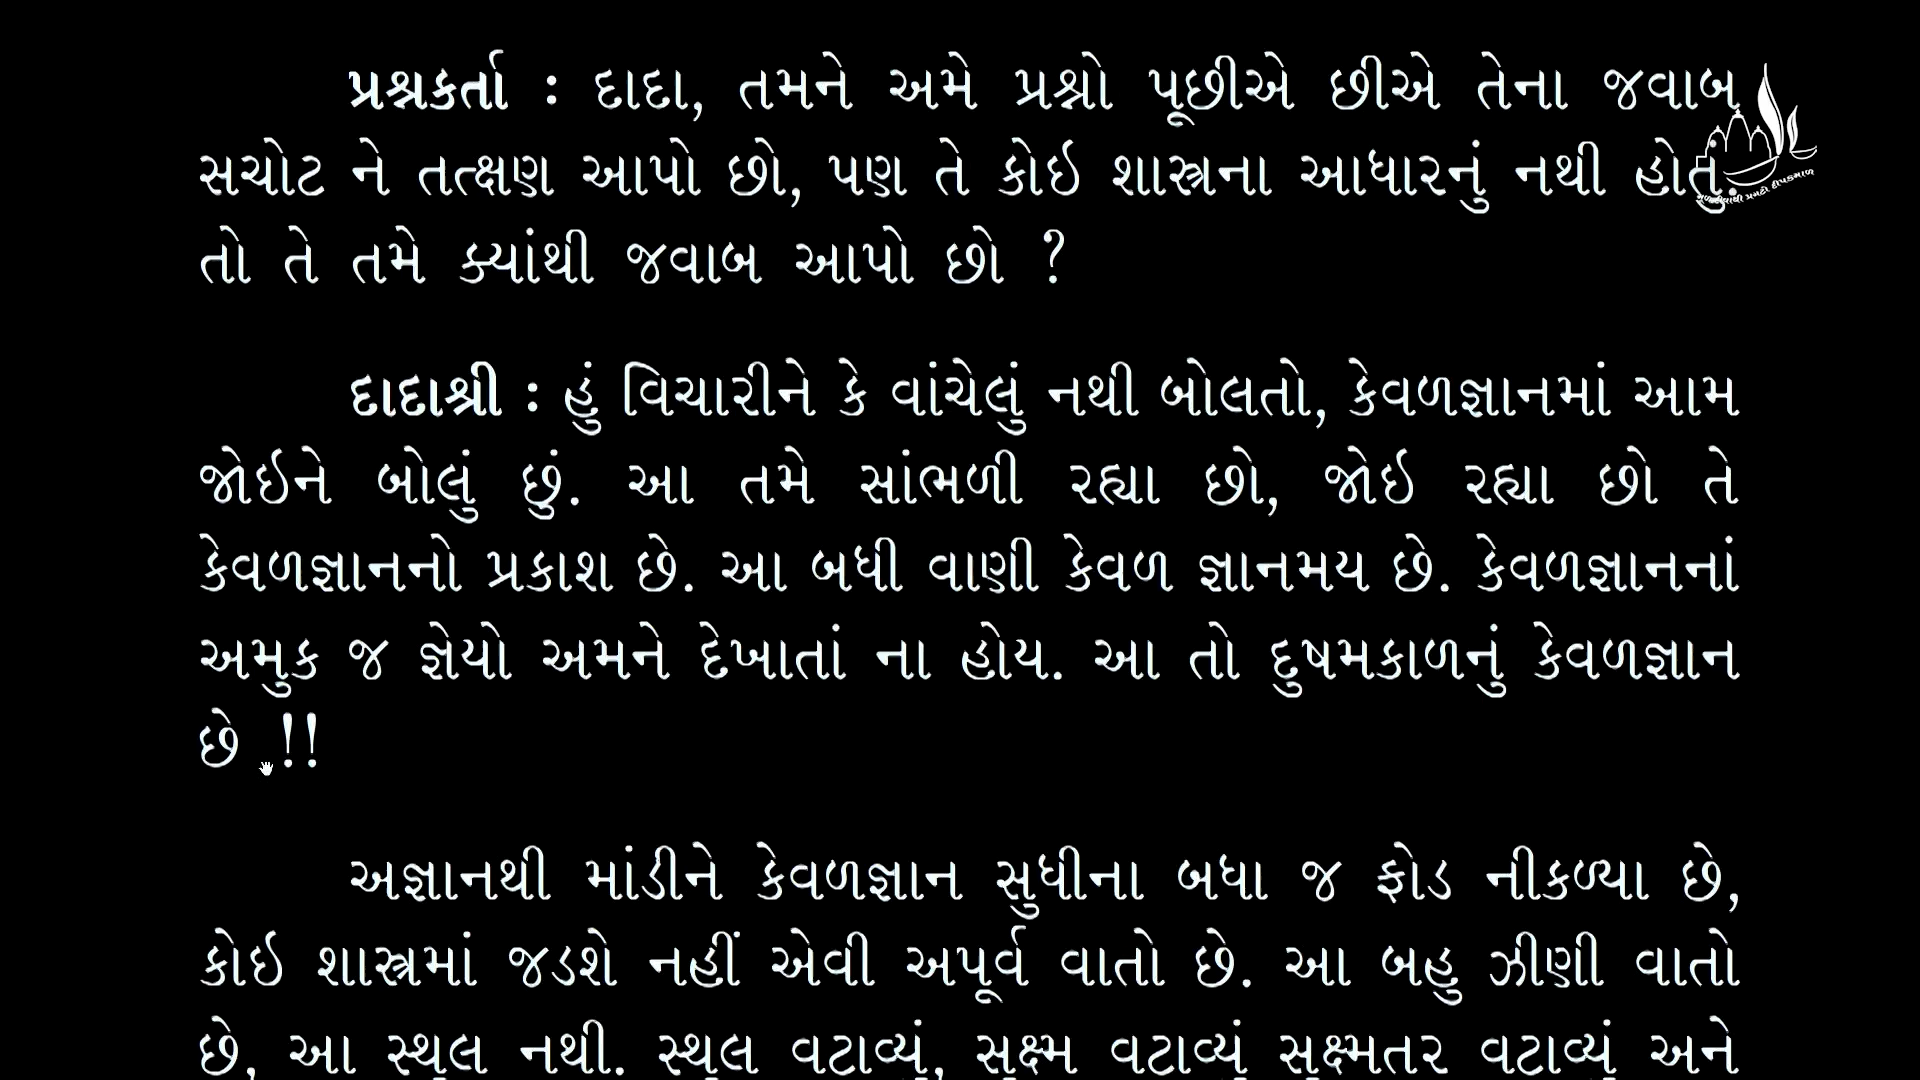 પ્રશ્નકર્તા : દાદા, તમને અમે પ્રશ્નો પૂછીએ છીએ તેના જવાબ
સચોટ ને તત્ક્ષણ આપો છો, પણ તે કોઇ શાસ્ત્રના આધારનું નથી હોતું.
તો તે તમે ક્યાંથી જવાબ આપો છો ?
દાદાશ્રી : હું વિચારીને કે વાંચેલું નથી બોલતો, કેવળજ્ઞાનમાં આમ
જોઇને બોલું છું. આ તમે સાંભળી રહ્યા છો, જોઇ રહ્યા છો તે
કેવળજ્ઞાનનો પ્રકાશ છે. આ બધી વાણી કેવળ જ્ઞાનમય છે. કેવળજ્ઞાનનાં
અમુક જ જ્ઞેયો અમને દેખાતાં ના હોય. આ તો દુષમકાળનું કેવળજ્ઞાન
છે .!!
અજ્ઞાનથી માંડીને કેવળજ્ઞાન સુધીના બધા જ ફોડ નીકળ્યા છે,
કોઇ શાસ્ત્રમાં જડશે નહીં એવી અપૂર્વ વાતો છે. આ બહુ ઝીણી વાતો
છે, આ સ્થુલ નથી. સ્થુલ વટાવ્યું, સુક્ષ્મ વટાવ્યું સુક્ષ્મતર વટાવ્યું અને